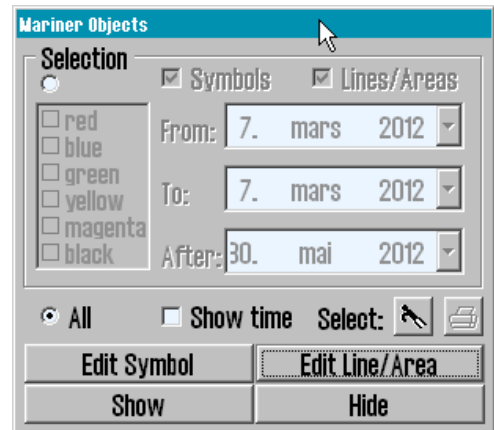 Mariner Objects
Selection
Symbols Lines/Areas
red
blue
green
yellow
magenta
black
From: 7. mars 2012
To: 7. mars 2012
After: 30. mai 2012
All Show time Select:
Edit Symbol Edit Line/Area
Show Hide